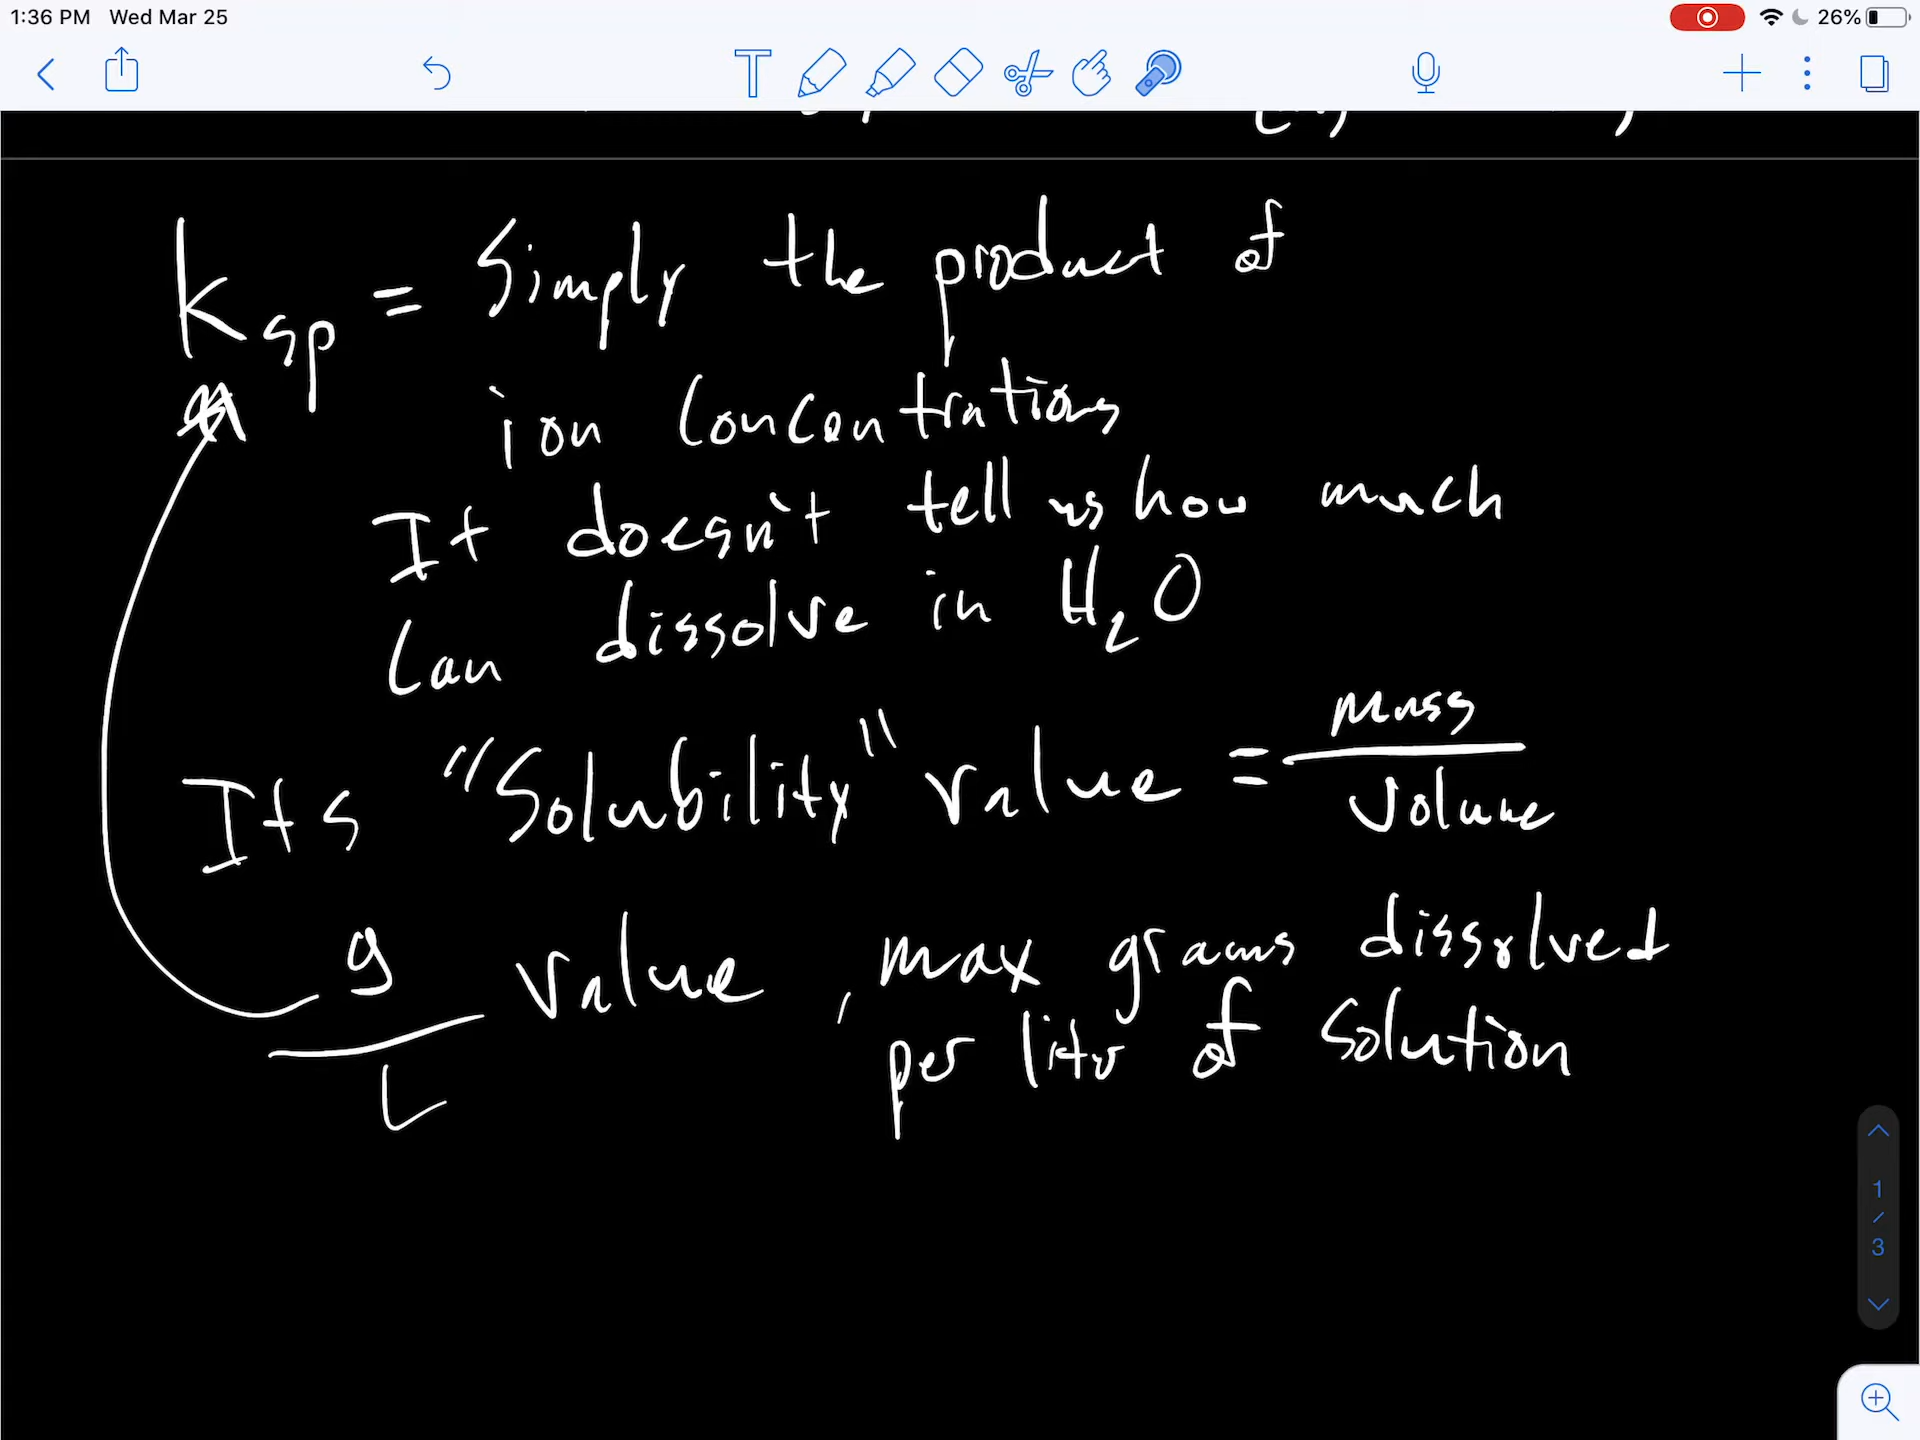 1:36 PM Wed Mar 25 26%
T
Ksp = Simply the product of
ion concentrations
It doesn't tell us how much
can dissolve in H₂O
Its "Solubility" value = mass
volume
g value, max grams dissolved
L per liter of solution
1
/
3